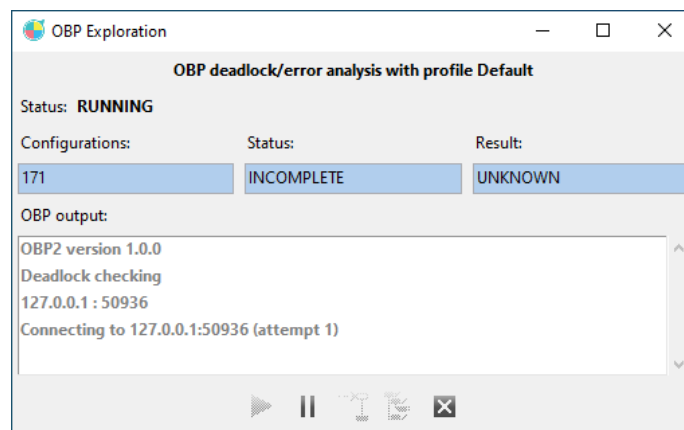 OBP Exploration
OBP deadlock/error analysis with profile Default
Status: RUNNING
Configurations: Status: Result:
171 INCOMPLETE UNKNOWN
OBP output:
OBP2 version 1.0.0
Deadlock checking
127.0.0.1 : 50936
Connecting to 127.0.0.1:50936 (attempt 1)